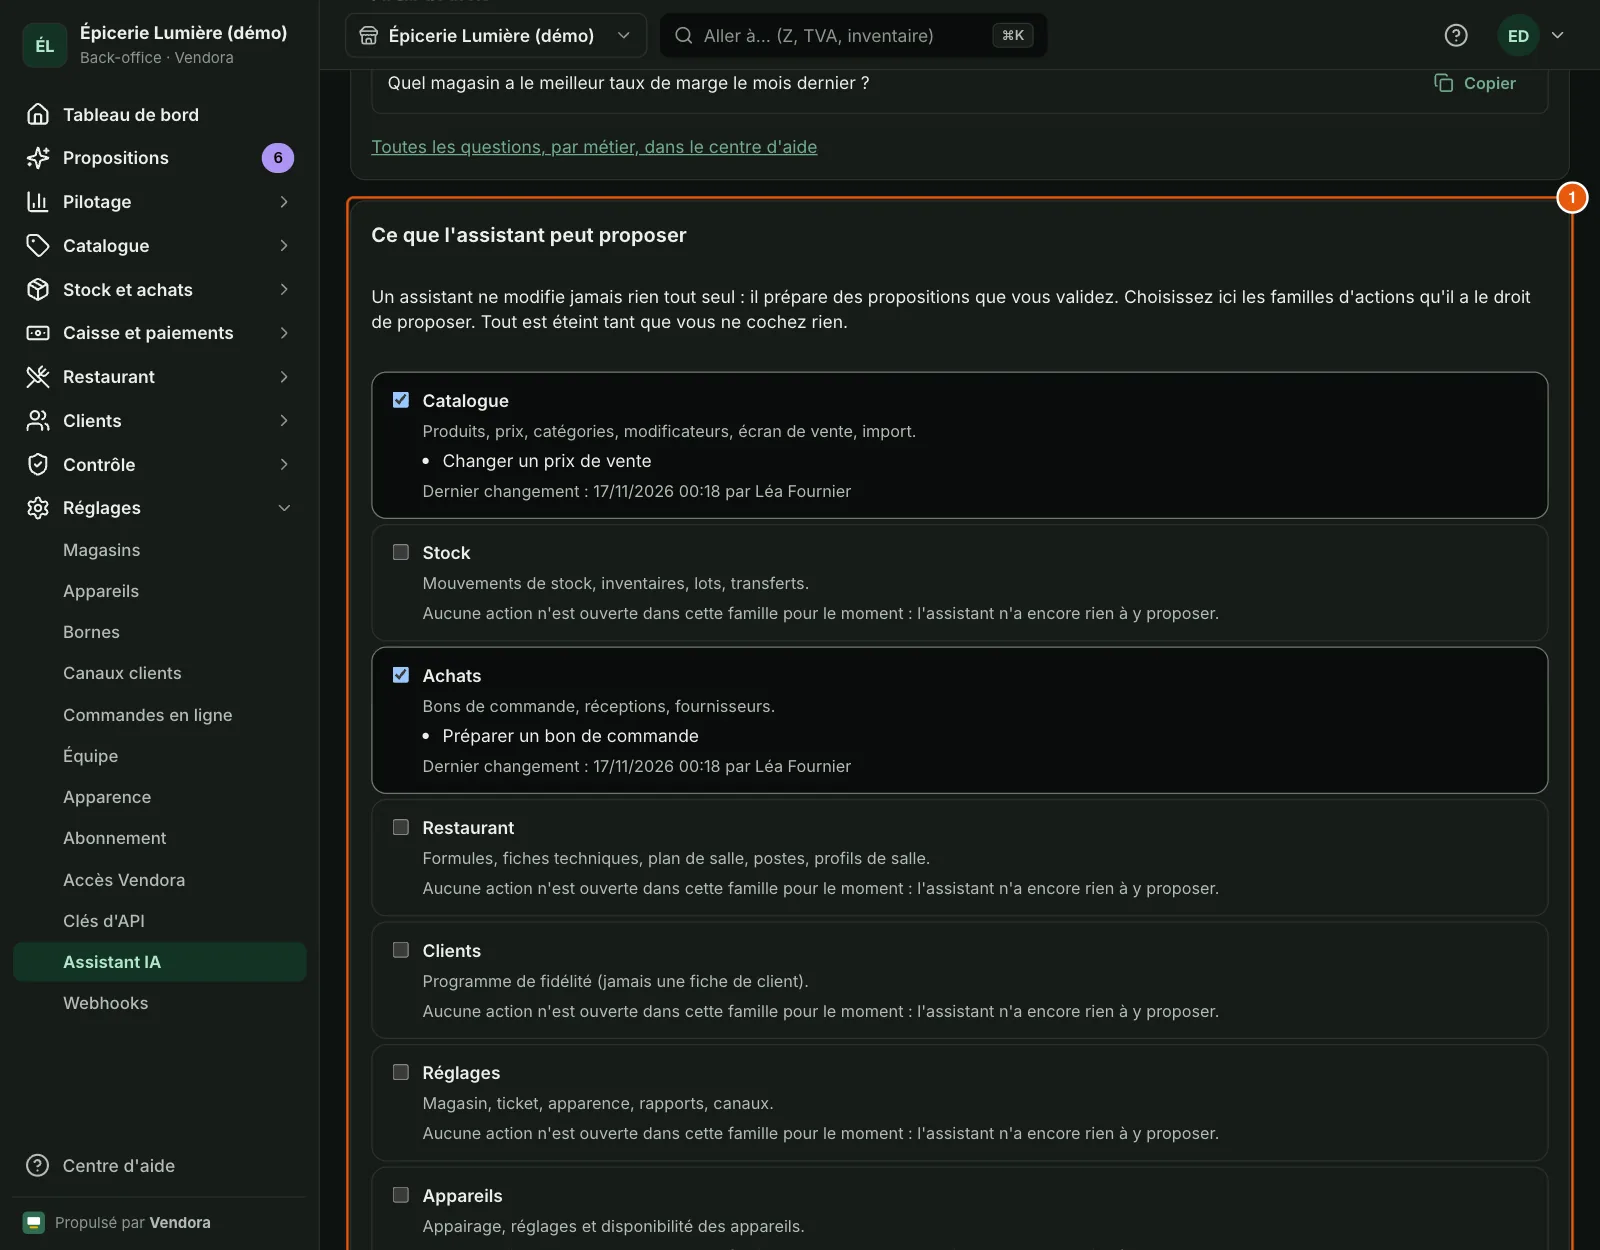 ÉL
Épicerie Lumière (démo)
Back-office · Vendora
Tableau de bord
Propositions
6
Pilotage
Catalogue
Stock et achats
Caisse et paiements
Restaurant
Clients
Contrôle
Réglages
Magasins
Appareils
Bornes
Canaux clients
Commandes en ligne
Équipe
Apparence
Abonnement
Accès Vendora
Clés d'API
Assistant IA
Webhooks
Centre d'aide
Propulsé par Vendora
Épicerie Lumière (démo)
Aller à... (Z, TVA, inventaire)
⌘K
ED
Quel magasin a le meilleur taux de marge le mois dernier ?
Copier
Toutes les questions, par métier, dans le centre d'aide
1
Ce que l'assistant peut proposer
Un assistant ne modifie jamais rien tout seul : il prépare des propositions que vous validez. Choisissez ici les familles d'actions qu'il a le droit
de proposer. Tout est éteint tant que vous ne cochez rien.
Catalogue
Produits, prix, catégories, modificateurs, écran de vente, import.
• Changer un prix de vente
Dernier changement : 17/11/2026 00:18 par Léa Fournier
Stock
Mouvements de stock, inventaires, lots, transferts.
Aucune action n'est ouverte dans cette famille pour le moment : l'assistant n'a encore rien à y proposer.
Achats
Bons de commande, réceptions, fournisseurs.
• Préparer un bon de commande
Dernier changement : 17/11/2026 00:18 par Léa Fournier
Restaurant
Formules, fiches techniques, plan de salle, postes, profils de salle.
Aucune action n'est ouverte dans cette famille pour le moment : l'assistant n'a encore rien à y proposer.
Clients
Programme de fidélité (jamais une fiche de client).
Aucune action n'est ouverte dans cette famille pour le moment : l'assistant n'a encore rien à y proposer.
Réglages
Magasin, ticket, apparence, rapports, canaux.
Aucune action n'est ouverte dans cette famille pour le moment : l'assistant n'a encore rien à y proposer.
Appareils
Appairage, réglages et disponibilité des appareils.